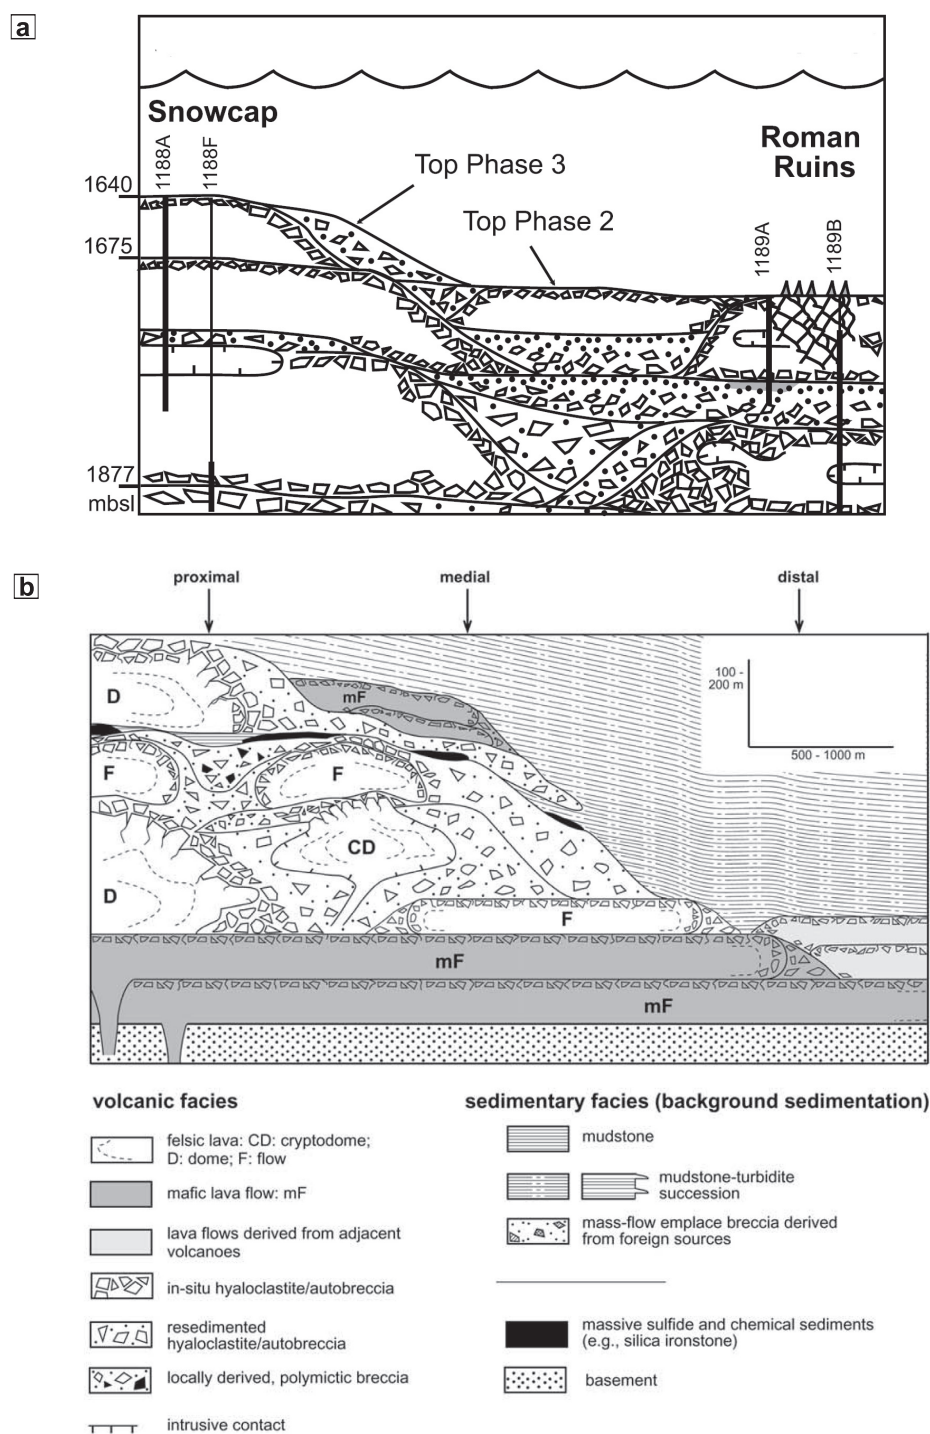 a
Snowcap
Roman
Ruins
1188A
1188F
1640
Top Phase 3
Top Phase 2
1675
1189A
1189B
1877
mbsl
b
proximal
medial
distal
100 -
200 m
500 - 1000 m
D
mF
F
F
CD
D
F
mF
mF
volcanic facies
felsic lava: CD: cryptodome;
D: dome; F: flow
mafic lava flow: mF
lava flows derived from adjacent
volcanoes
in-situ hyaloclastite/autobreccia
resedimented
hyaloclastite/autobreccia
locally derived, polymictic breccia
intrusive contact
sedimentary facies (background sedimentation)
mudstone
mudstone-turbidite
succession
mass-flow emplace breccia derived
from foreign sources
massive sulfide and chemical sediments
(e.g., silica ironstone)
basement